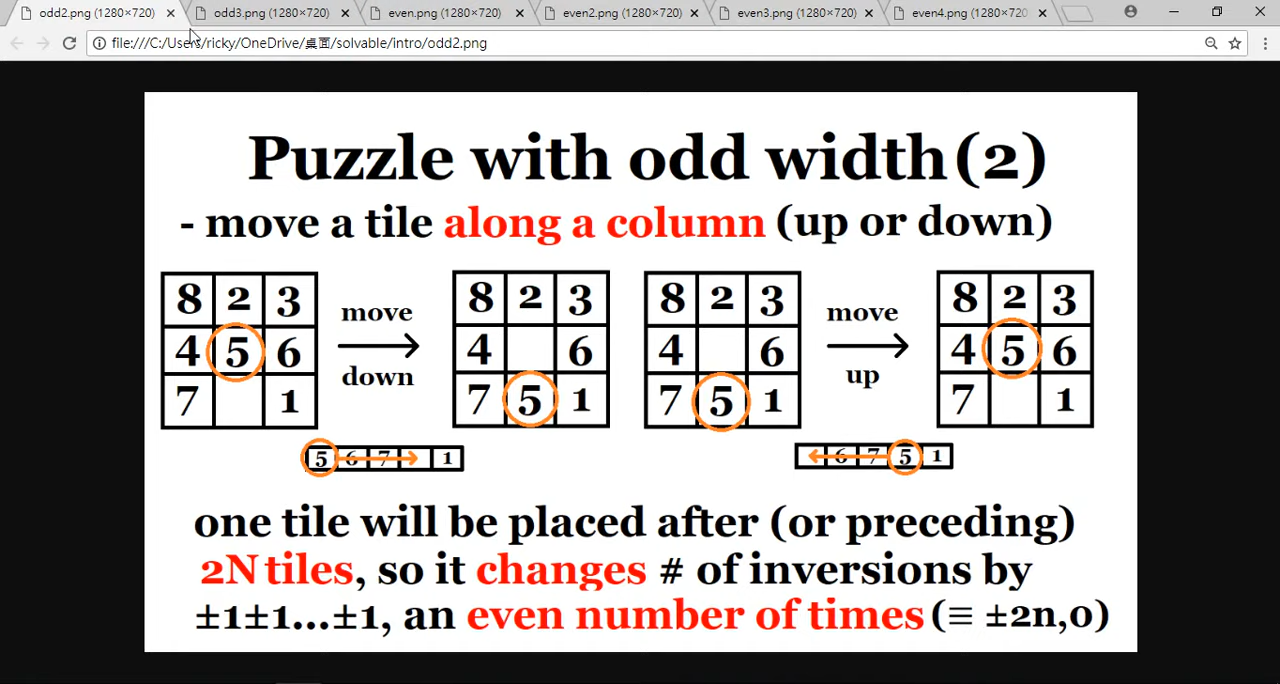 odd2.png (1280×720) odd3.png (1280×720) even.png (1280×720) even2.png (1280×720) even3.png (1280×720) even4.png (1280×720)
file:///C:/Users/ricky/OneDrive/桌面/solvable/intro/odd2.png
Puzzle with odd width(2)
- move a tile along a column (up or down)
8 2 3
4 5 6
7 1
move
down
8 2 3
4 6
7 5 1
8 2 3
4 6
7 5 1
move
up
8 2 3
4 5 6
7 1
5 6 7 1
6 7 5 1
one tile will be placed after (or preceding)
2N tiles, so it changes # of inversions by
±1±1...±1, an even number of times (≡ ±2n,0)